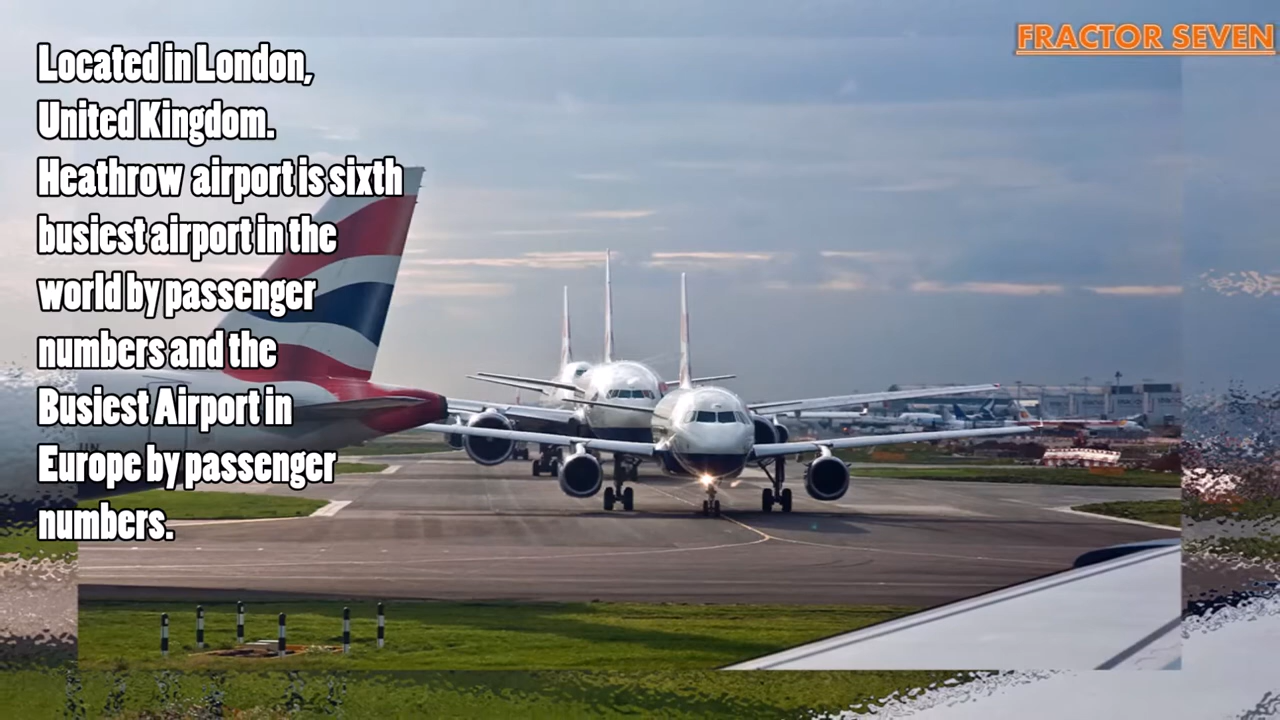 FRACTOR SEVEN
Located in London,
United Kingdom.
Heathrow airport is sixth
busiest airport in the
world by passenger
numbers and the
Busiest Airport in
Europe by passenger
numbers.